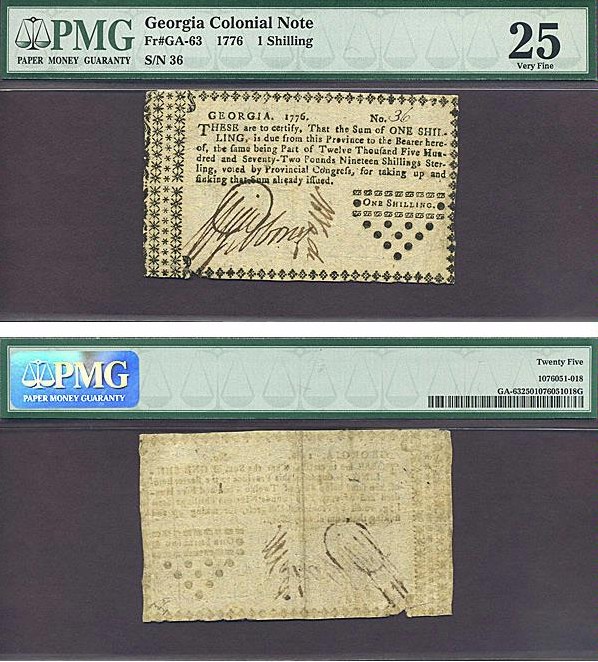 PMG
PAPER MONEY GUARANTY
Georgia Colonial Note
Fr#GA-63 1776 1 Shilling
S/N 36
25
Very Fine
GEORGIA. 1776. No. 36
THESE are to certify, That the Sum of ONE SHIL-
LING, is due from this Province to the Bearer here-
of, the same being Part of Twelve Thousand Five Hun-
dred and Seventy-Two Pounds Nineteen Shillings Ster-
ling, voted by Provincial Congress, for taking up and
sinking that Sum already issued.
ONE SHILLING.
Wm Gibbons
PMG
PAPER MONEY GUARANTY
Twenty Five
1076051-018
GA-632501076051018G